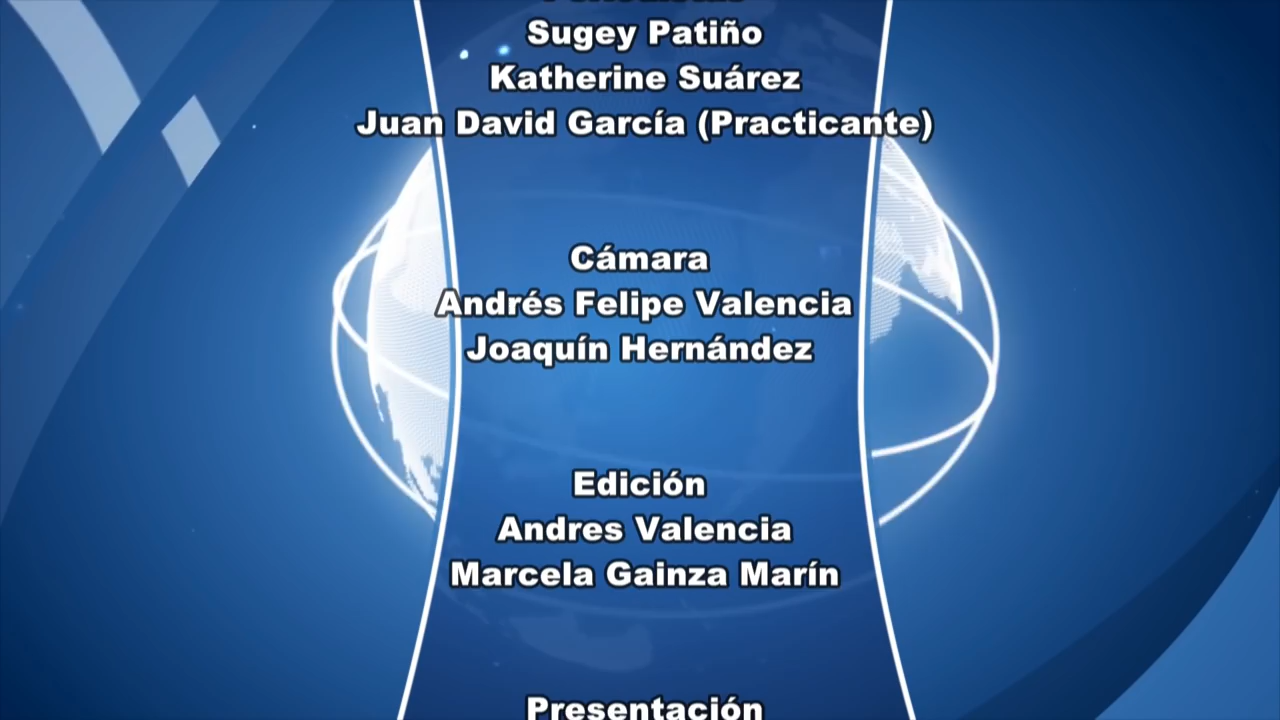 Sugey Patiño
Katherine Suárez
Juan David García (Practicante)
Cámara
Andrés Felipe Valencia
Joaquín Hernández
Edición
Andres Valencia
Marcela Gainza Marín
Presentación